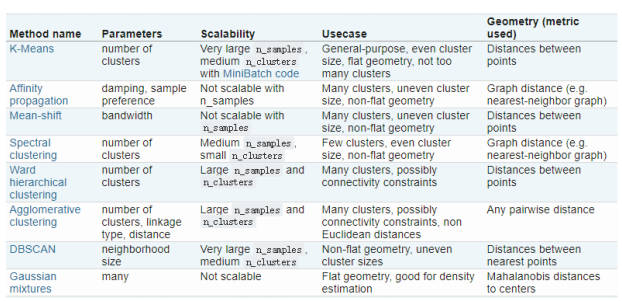 Method name Parameters Scalability Usecase Geometry (metric used)
K-Means number of clusters Very large n_samples, medium n_clusters with MiniBatch code General-purpose, even cluster size, flat geometry, not too many clusters Distances between points
Affinity propagation damping, sample preference Not scalable with n_samples Many clusters, uneven cluster size, non-flat geometry Graph distance (e.g. nearest-neighbor graph)
Mean-shift bandwidth Not scalable with n_samples Many clusters, uneven cluster size, non-flat geometry Distances between points
Spectral clustering number of clusters Medium n_samples, small n_clusters Few clusters, even cluster size, non-flat geometry Graph distance (e.g. nearest-neighbor graph)
Ward hierarchical clustering number of clusters Large n_samples and n_clusters Many clusters, possibly connectivity constraints Distances between points
Agglomerative clustering number of clusters, linkage type, distance Large n_samples and n_clusters Many clusters, possibly connectivity constraints, non Euclidean distances Any pairwise distance
DBSCAN neighborhood size Very large n_samples, medium n_clusters Non-flat geometry, uneven cluster sizes Distances between nearest points
Gaussian mixtures many Not scalable Flat geometry, good for density estimation Mahalanobis distances to centers